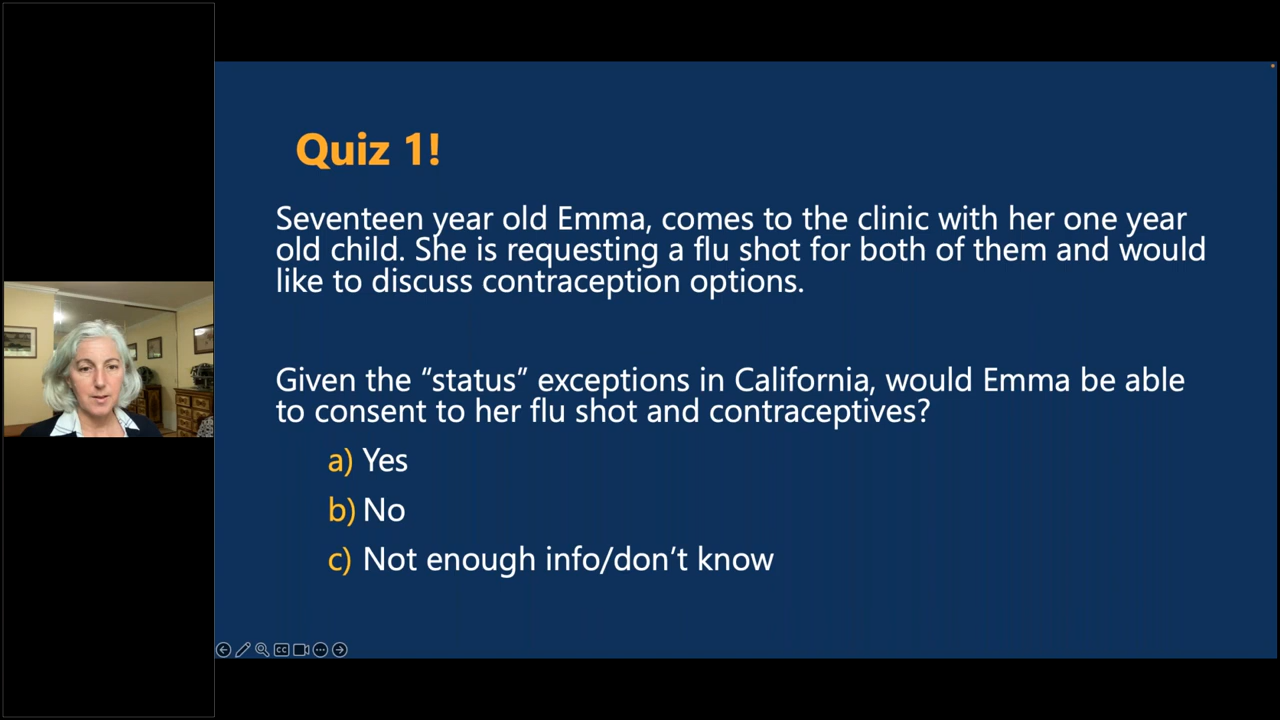 Quiz 1!
Seventeen year old Emma, comes to the clinic with her one year
old child. She is requesting a flu shot for both of them and would
like to discuss contraception options.
Given the “status” exceptions in California, would Emma be able
to consent to her flu shot and contraceptives?
a) Yes
b) No
c) Not enough info/don’t know
CC